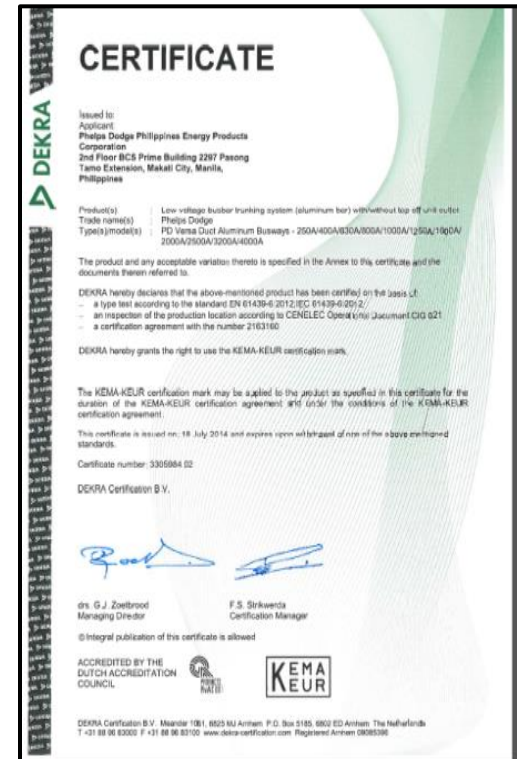 CERTIFICATE
DEKRA
Issued to:
Applicant
Phelps Dodge Philippines Energy Products
Corporation
2nd Floor BCS Prime Building 2297 Pasong
Tamo Extension, Makati City, Manila,
Philippines
Product(s) : Low voltage busbar trunking system (aluminum bar) with/without tap off unit outlet
Trade name(s) : Phelps Dodge
Type(s)/model(s) : PD Versa Duct Aluminum Busways - 250A/400A/630A/800A/1000A/1250A/1600A/
2000A/2500A/3200A/4000A
The product and any acceptable variation thereto is specified in the Annex to this certificate and the
documents therein referred to.
DEKRA hereby declares that the above-mentioned product has been certified on the basis of:
- a type test according to the standard EN 61439-6:2012, IEC 61439-6:2012
- an inspection of the production location according to CENELEC Operational Document CIG 021
- a certification agreement with the number 2163160
DEKRA hereby grants the right to use the KEMA-KEUR certification mark.
The KEMA-KEUR certification mark may be applied to the product as specified in this certificate for the
duration of the KEMA-KEUR certification agreement and under the conditions of the KEMA-KEUR
certification agreement.
This certificate is issued on: 18 July 2014 and expires upon withdrawal of one of the above mentioned
standards.
Certificate number: 3305984.02
DEKRA Certification B.V.
drs. G.J. Zoetbrood
Managing Director
F.S. Strikwerda
Certification Manager
© Integral publication of this certificate is allowed
ACCREDITED BY THE
DUTCH ACCREDITATION
COUNCIL
KEMA
KEUR
DEKRA Certification B.V. Meander 1051, 6825 MJ Arnhem P.O. Box 5185, 6802 ED Arnhem The Netherlands
T +31 88 96 83000 F +31 88 96 83100 www.dekra-certification.com Registered Arnhem 09085396